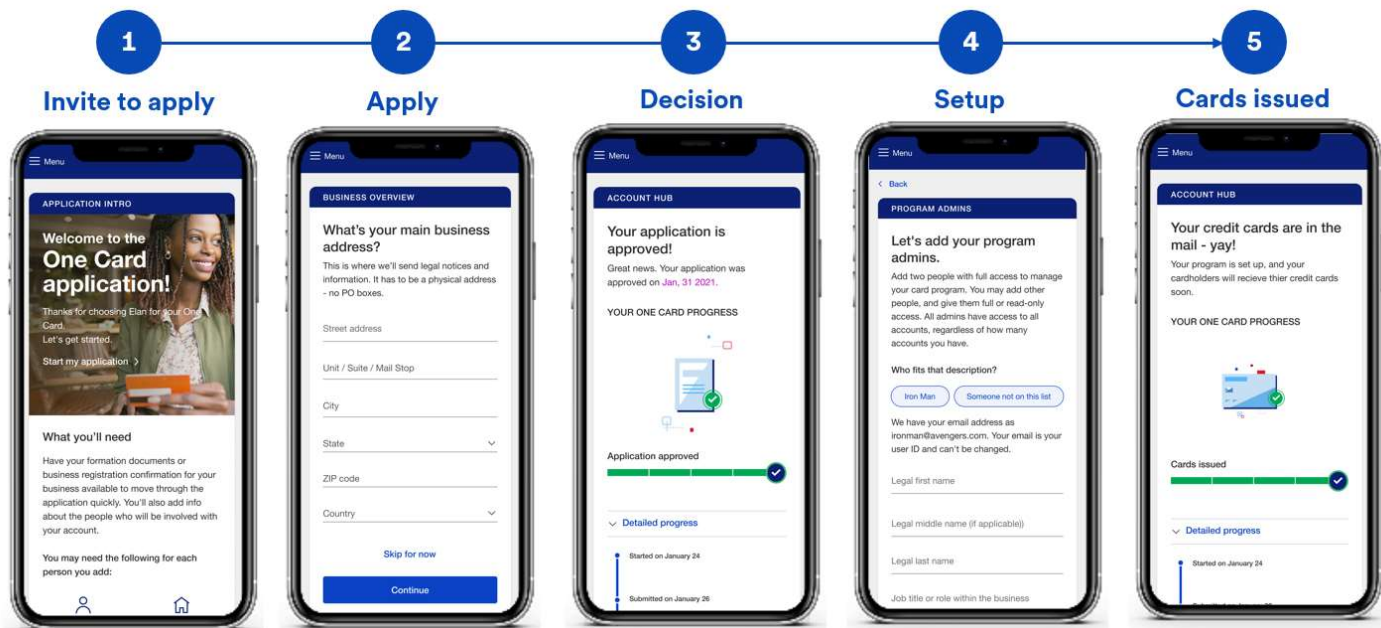 1
2
3
4
5
Invite to apply
Apply
Decision
Setup
Cards issued
Menu
APPLICATION INTRO
Welcome to the
One Card
application!
Thanks for choosing Elan for your One
Card.
Let's get started.
Start my application
What you'll need
Have your formation documents or
business registration confirmation for your
business available to move through the
application quickly. You'll also add info
about the people who will be involved with
your account.
You may need the following for each
person you add:
Menu
BUSINESS OVERVIEW
What's your main business
address?
This is where we'll send legal notices and
information. It has to be a physical address
- no PO boxes.
Street address
Unit / Suite / Mail Stop
City
State
ZIP code
Country
Skip for now
Continue
Menu
ACCOUNT HUB
Your application is
approved!
Great news. Your application was
approved on Jan, 31 2021.
YOUR ONE CARD PROGRESS
Application approved
Detailed progress
Started on January 24
Submitted on January 26
Menu
Back
PROGRAM ADMINS
Let's add your program
admins.
Add two people with full access to manage
your card program. You may add other
people, and give them full or read-only
access. All admins have access to all
accounts, regardless of how many
accounts you have.
Who fits that description?
Iron Man
Someone not on this list
We have your email address as
ironman@avengers.com. Your email is your
user ID and can't be changed.
Legal first name
Legal middle name (if applicable))
Legal last name
Job title or role within the business
Menu
ACCOUNT HUB
Your credit cards are in the
mail - yay!
Your program is set up, and your
cardholders will recieve thier credit cards
soon.
YOUR ONE CARD PROGRESS
Cards issued
Detailed progress
Started on January 24